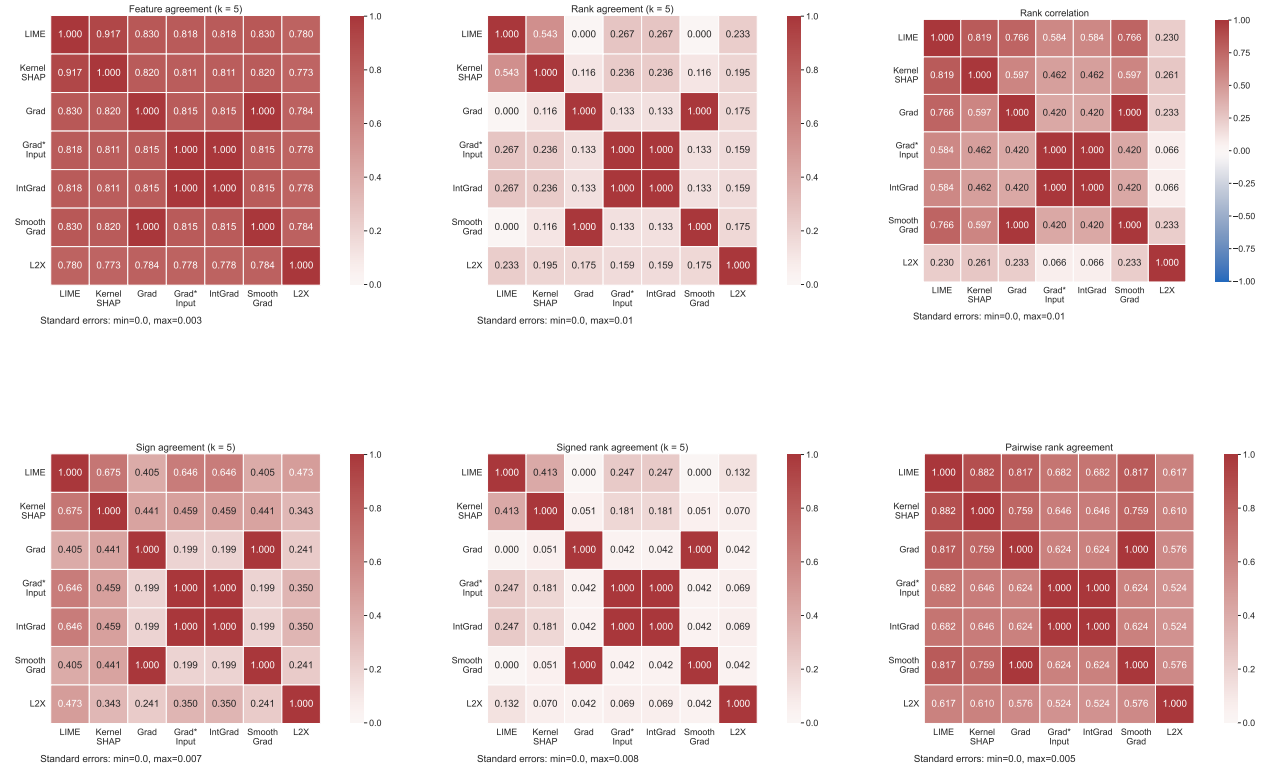 Feature agreement (k = 5)
LIME 1.000 0.917 0.830 0.818 0.818 0.830 0.780
Kernel SHAP 0.917 1.000 0.820 0.811 0.811 0.820 0.773
Grad 0.830 0.820 1.000 0.815 0.815 1.000 0.784
Grad* Input 0.818 0.811 0.815 1.000 1.000 0.815 0.778
IntGrad 0.818 0.811 0.815 1.000 1.000 0.815 0.778
Smooth Grad 0.830 0.820 1.000 0.815 0.815 1.000 0.784
L2X 0.780 0.773 0.784 0.778 0.778 0.784 1.000
LIME Kernel SHAP Grad Grad* Input IntGrad Smooth Grad L2X
1.0
0.8
0.6
0.4
0.2
0.0
Standard errors: min=0.0, max=0.003
Rank agreement (k = 5)
LIME 1.000 0.543 0.000 0.267 0.267 0.000 0.233
Kernel SHAP 0.543 1.000 0.116 0.236 0.236 0.116 0.195
Grad 0.000 0.116 1.000 0.133 0.133 1.000 0.175
Grad* Input 0.267 0.236 0.133 1.000 1.000 0.133 0.159
IntGrad 0.267 0.236 0.133 1.000 1.000 0.133 0.159
Smooth Grad 0.000 0.116 1.000 0.133 0.133 1.000 0.175
L2X 0.233 0.195 0.175 0.159 0.159 0.175 1.000
LIME Kernel SHAP Grad Grad* Input IntGrad Smooth Grad L2X
1.0
0.8
0.6
0.4
0.2
0.0
Standard errors: min=0.0, max=0.01
Rank correlation
LIME 1.000 0.819 0.766 0.584 0.584 0.766 0.230
Kernel SHAP 0.819 1.000 0.597 0.462 0.462 0.597 0.261
Grad 0.766 0.597 1.000 0.420 0.420 1.000 0.233
Grad* Input 0.584 0.462 0.420 1.000 1.000 0.420 0.066
IntGrad 0.584 0.462 0.420 1.000 1.000 0.420 0.066
Smooth Grad 0.766 0.597 1.000 0.420 0.420 1.000 0.233
L2X 0.230 0.261 0.233 0.066 0.066 0.233 1.000
LIME Kernel SHAP Grad Grad* Input IntGrad Smooth Grad L2X
1.00
0.75
0.50
0.25
0.00
−0.25
−0.50
−0.75
−1.00
Standard errors: min=0.0, max=0.01
Sign agreement (k = 5)
LIME 1.000 0.675 0.405 0.646 0.646 0.405 0.473
Kernel SHAP 0.675 1.000 0.441 0.459 0.459 0.441 0.343
Grad 0.405 0.441 1.000 0.199 0.199 1.000 0.241
Grad* Input 0.646 0.459 0.199 1.000 1.000 0.199 0.350
IntGrad 0.646 0.459 0.199 1.000 1.000 0.199 0.350
Smooth Grad 0.405 0.441 1.000 0.199 0.199 1.000 0.241
L2X 0.473 0.343 0.241 0.350 0.350 0.241 1.000
LIME Kernel SHAP Grad Grad* Input IntGrad Smooth Grad L2X
1.0
0.8
0.6
0.4
0.2
0.0
Standard errors: min=0.0, max=0.007
Signed rank agreement (k = 5)
LIME 1.000 0.413 0.000 0.247 0.247 0.000 0.132
Kernel SHAP 0.413 1.000 0.051 0.181 0.181 0.051 0.070
Grad 0.000 0.051 1.000 0.042 0.042 1.000 0.042
Grad* Input 0.247 0.181 0.042 1.000 1.000 0.042 0.069
IntGrad 0.247 0.181 0.042 1.000 1.000 0.042 0.069
Smooth Grad 0.000 0.051 1.000 0.042 0.042 1.000 0.042
L2X 0.132 0.070 0.042 0.069 0.069 0.042 1.000
LIME Kernel SHAP Grad Grad* Input IntGrad Smooth Grad L2X
1.0
0.8
0.6
0.4
0.2
0.0
Standard errors: min=0.0, max=0.008
Pairwise rank agreement
LIME 1.000 0.882 0.817 0.682 0.682 0.817 0.617
Kernel SHAP 0.882 1.000 0.759 0.646 0.646 0.759 0.610
Grad 0.817 0.759 1.000 0.624 0.624 1.000 0.576
Grad* Input 0.682 0.646 0.624 1.000 1.000 0.624 0.524
IntGrad 0.682 0.646 0.624 1.000 1.000 0.624 0.524
Smooth Grad 0.817 0.759 1.000 0.624 0.624 1.000 0.576
L2X 0.617 0.610 0.576 0.524 0.524 0.576 1.000
LIME Kernel SHAP Grad Grad* Input IntGrad Smooth Grad L2X
1.0
0.8
0.6
0.4
0.2
0.0
Standard errors: min=0.0, max=0.005